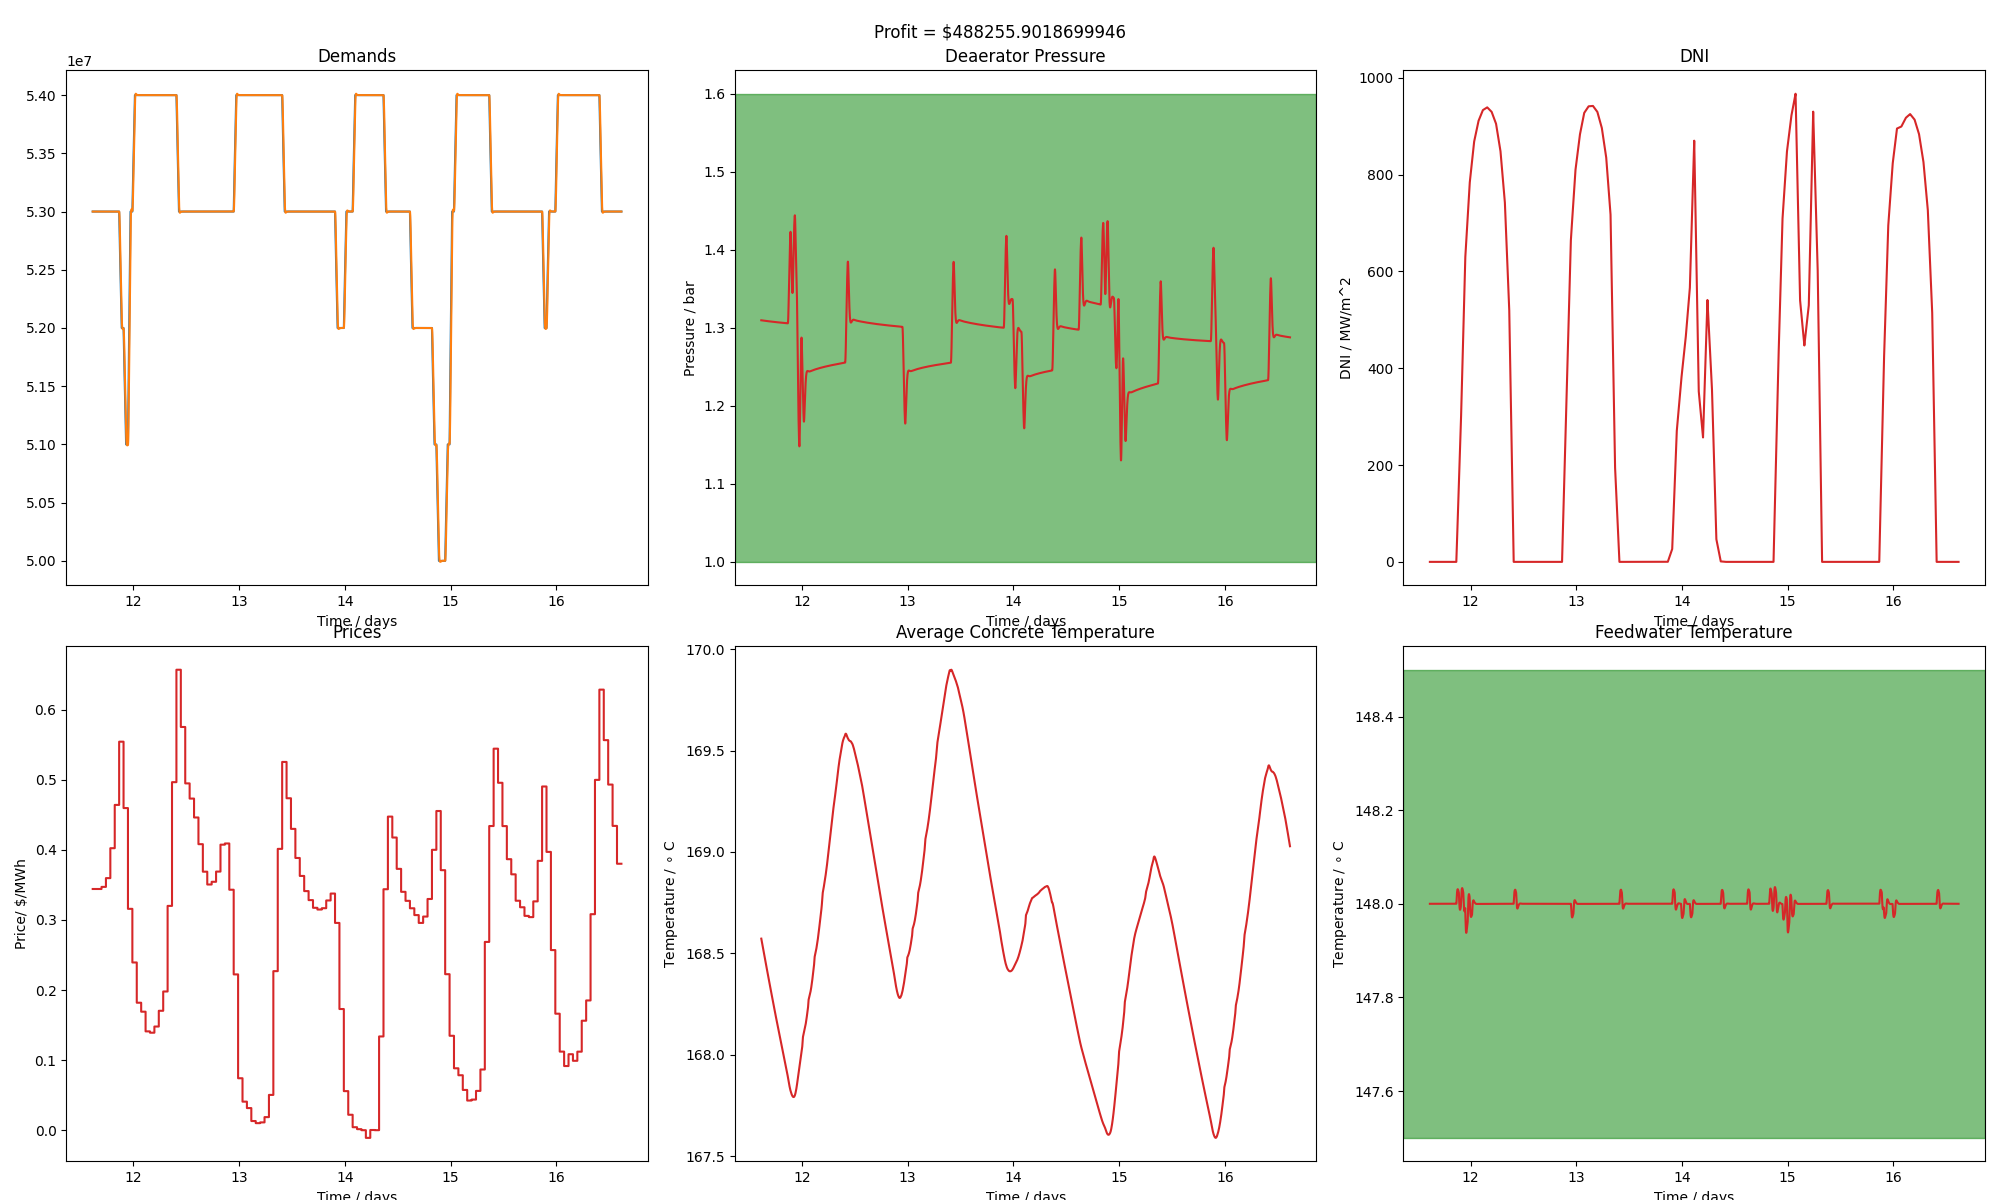 Profit = $488255.9018699946
Demands
1e7
5.40
5.35
5.30
5.25
5.20
5.15
5.10
5.05
5.00
12 13 14 15 16
Time / days
Deaerator Pressure
Pressure / bar
1.6
1.5
1.4
1.3
1.2
1.1
1.0
12 13 14 15 16
Time / days
DNI
DNI / MW/m^2
1000
800
600
400
200
0
12 13 14 15 16
Time / days
Prices
Price/ $/MWh
0.6
0.5
0.4
0.3
0.2
0.1
0.0
12 13 14 15 16
Time / days
Average Concrete Temperature
Temperature / ∘ C
170.0
169.5
169.0
168.5
168.0
167.5
12 13 14 15 16
Time / days
Feedwater Temperature
Temperature / ∘ C
148.4
148.2
148.0
147.8
147.6
12 13 14 15 16
Time / days